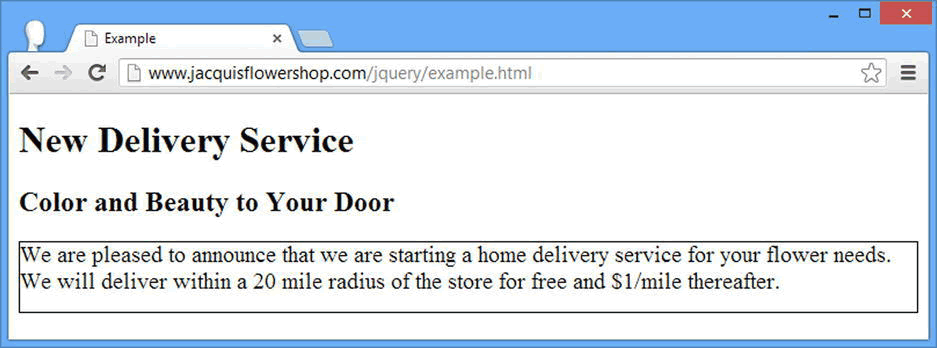 Example
www.jacquisflowershop.com/jquery/example.html
New Delivery Service
Color and Beauty to Your Door
We are pleased to announce that we are starting a home delivery service for your flower needs.
We will deliver within a 20 mile radius of the store for free and $1/mile thereafter.